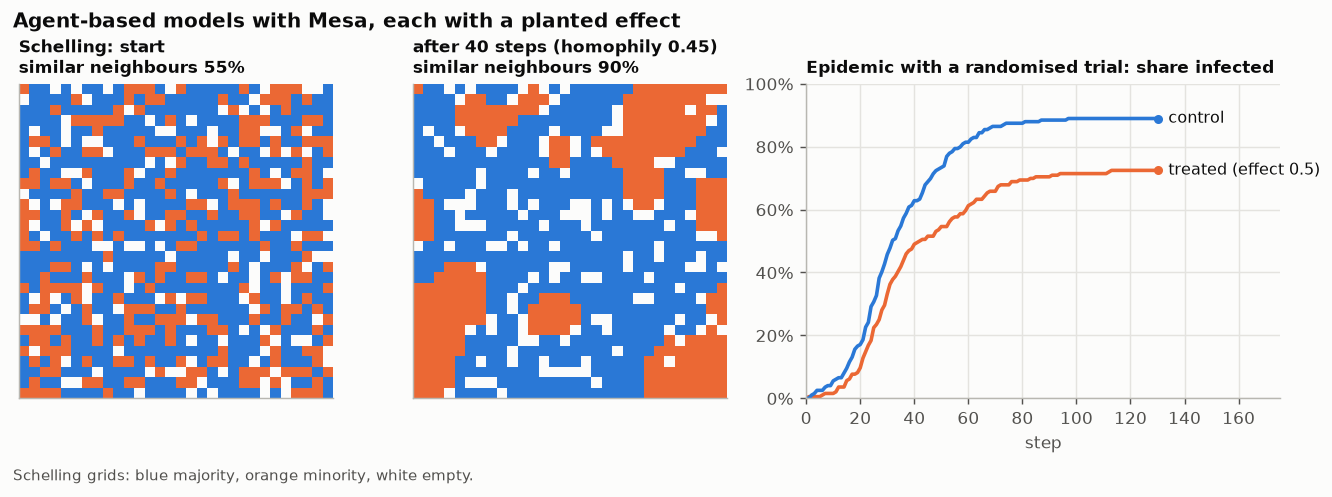 Agent-based models with Mesa, each with a planted effect
Schelling: start
similar neighbours 55%
after 40 steps (homophily 0.45)
similar neighbours 90%
Epidemic with a randomised trial: share infected
100%
80%
60%
40%
20%
0%
control
treated (effect 0.5)
0 20 40 60 80 100 120 140 160
step
Schelling grids: blue majority, orange minority, white empty.